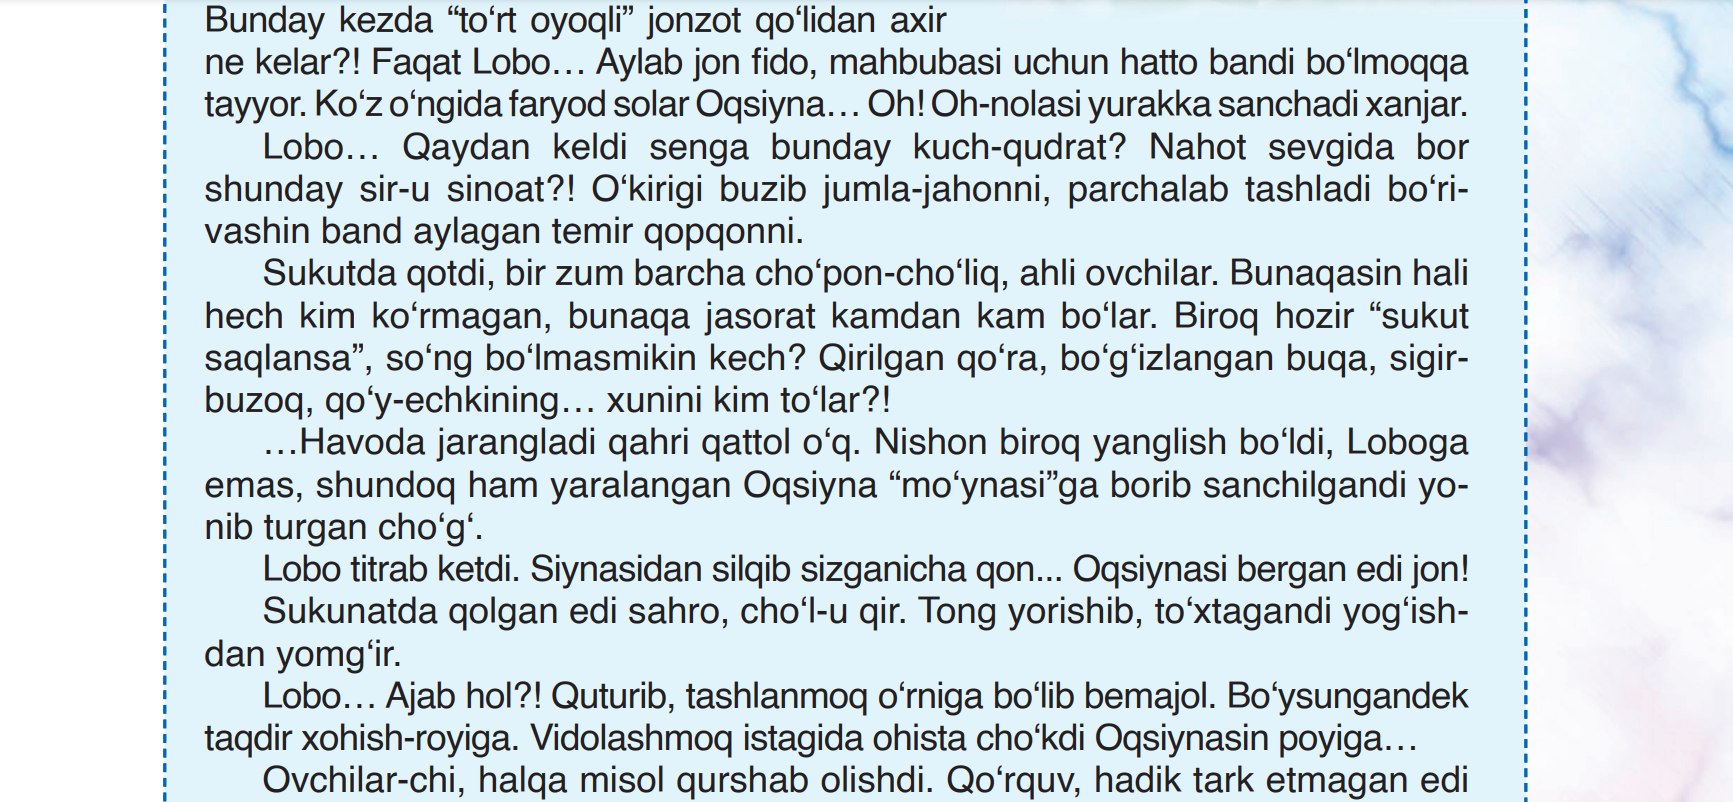 Bunday kezda “to‘rt oyoqli” jonzot qo‘lidan axir
ne kelar?! Faqat Lobo… Aylab jon fido, mahbubasi uchun hatto bandi bo‘lmoqqa
tayyor. Ko‘z o‘ngida faryod solar Oqsiyna… Oh! Oh-nolasi yurakka sanchadi xanjar.
Lobo… Qaydan keldi senga bunday kuch-qudrat? Nahot sevgida bor
shunday sir-u sinoat?! O‘kirigi buzib jumla-jahonni, parchalab tashladi bo‘ri-
vashin band aylagan temir qopqonni.
Sukutda qotdi, bir zum barcha cho‘pon-cho‘liq, ahli ovchilar. Bunaqasin hali
hech kim ko‘rmagan, bunaqa jasorat kamdan kam bo‘lar. Biroq hozir “sukut
saqlansa”, so‘ng bo‘lmasmikin kech? Qirilgan qo‘ra, bo‘g‘izlangan buqa, sigir-
buzoq, qo‘y-echkining… xunini kim to‘lar?!
…Havoda jarangladi qahri qattol o‘q. Nishon biroq yanglish bo‘ldi, Loboga
emas, shundoq ham yaralangan Oqsiyna “mo‘ynasi”ga borib sanchilgandi yo-
nib turgan cho‘g‘.
Lobo titrab ketdi. Siynasidan silqib sizganicha qon... Oqsiynasi bergan edi jon!
Sukunatda qolgan edi sahro, cho‘l-u qir. Tong yorishib, to‘xtagandi yog‘ish-
dan yomg‘ir.
Lobo… Ajab hol?! Quturib, tashlanmoq o‘rniga bo‘lib bemajol. Bo‘ysungandek
taqdir xohish-royiga. Vidolashmoq istagida ohista cho‘kdi Oqsiynasin poyiga…
Ovchilar-chi, halqa misol qurshab olishdi. Qo‘rquv, hadik tark etmagan edi